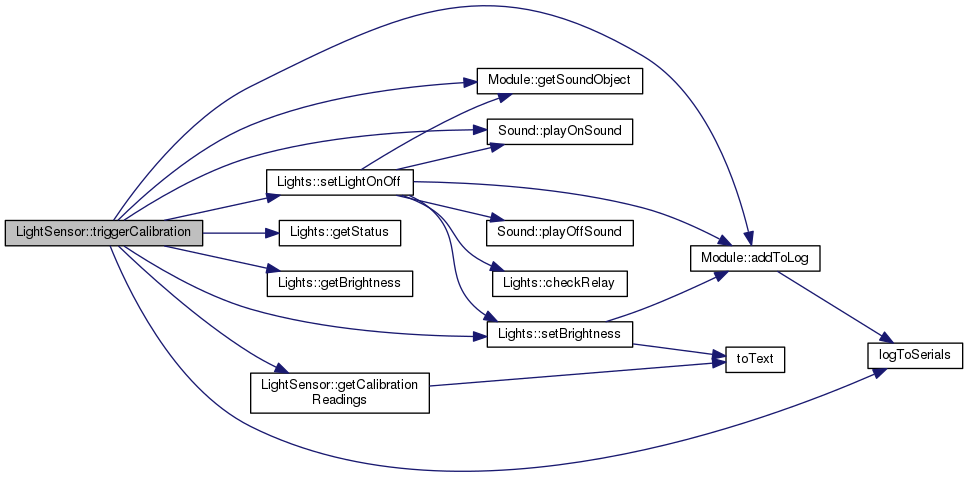 Module::getSoundObject
Sound::playOnSound
Lights::setLightOnOff
LightSensor::triggerCalibration
Lights::getStatus
Sound::playOffSound
Module::addToLog
Lights::getBrightness
Lights::checkRelay
Lights::setBrightness
toText
logToSerials
LightSensor::getCalibration
Readings